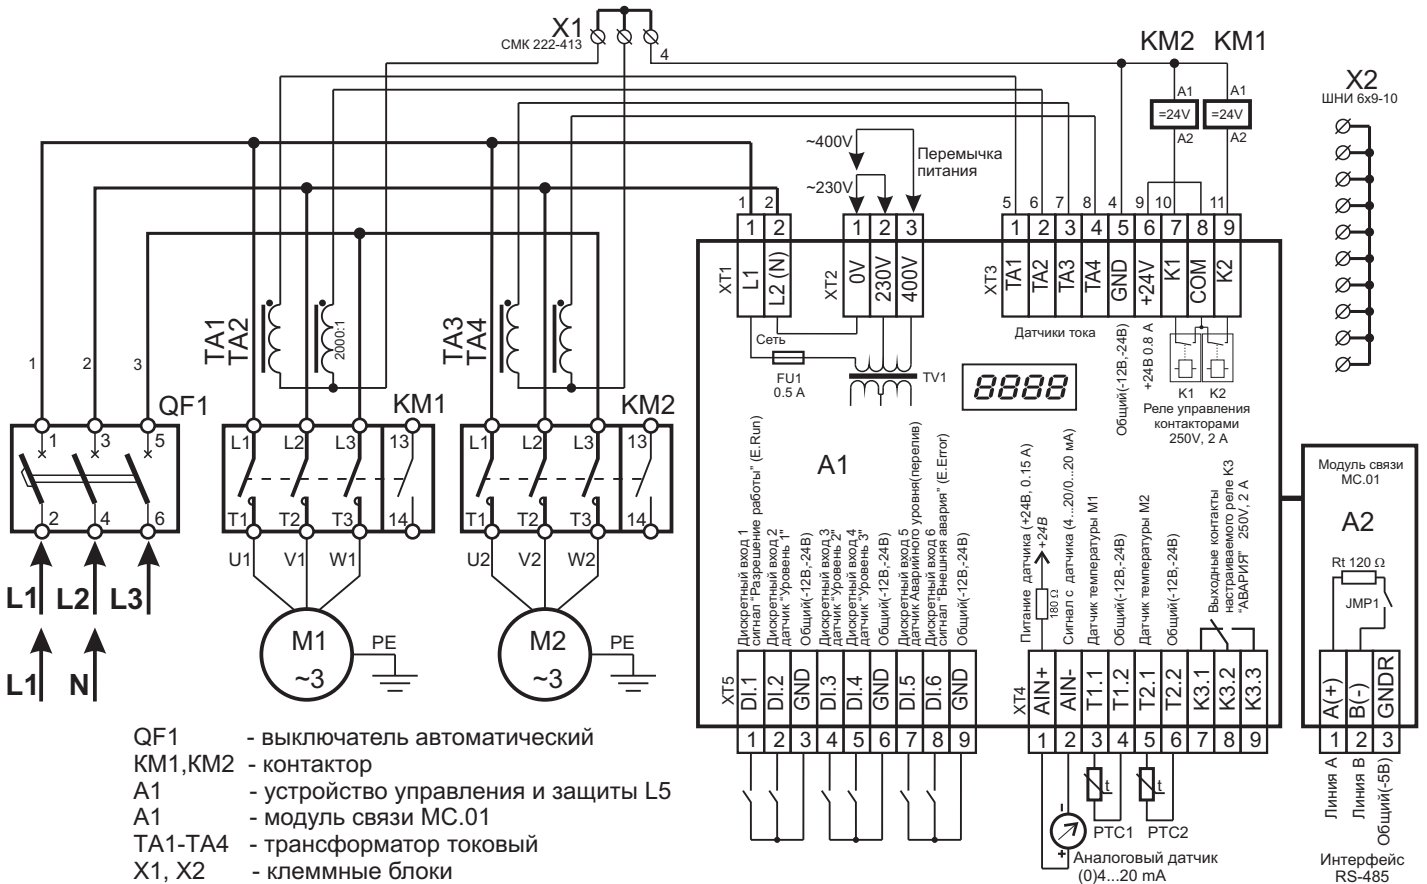 X1
СМК 222-413
4
KM2 KM1
A1 A1
=24V =24V
A2 A2
X2
ШНИ 6х9-10
~400V
~230V
Перемычка
питания
1 2
5 6 7 8 4 9 10 11
1 2
1 2 3
1 2 3 4 5 6 7 8 9
XT1
L1
L2 (N)
XT2
0V
230V
400V
XT3
TA1
TA2
TA3
TA4
GND
+24V
K1
COM
K2
Сеть
FU1
0.5 A
TV1
Датчики тока
Общий(-12В,-24В)
+24В 0.8 А
K1 K2
Реле управления
контакторами
250V, 2 A
8888
TA1
TA2
2000:1
TA3
TA4
1 2 3
QF1
KM1
KM2
1 3 5
2 4 6
L1 L2 L3 13
T1 T2 T3 14
L1 L2 L3 13
T1 T2 T3 14
U1 V1 W1
U2 V2 W2
M1
~3
PE
M2
~3
PE
L1 L2 L3
L1 N
A1
Дискретный вход 1
сигнал "Разрешение работы" (E.Run)
Дискретный вход 2
датчик "Уровень 1"
Общий(-12В,-24В)
Дискретный вход 3
датчик "Уровень 2"
Дискретный вход 4
датчик "Уровень 3"
Общий(-12В,-24В)
Дискретный вход 5
датчик Аварийного уровня(перелив)
Дискретный вход 6
сигнал "Внешняя авария" (E.Error)
Общий(-12В,-24В)
Питание датчика (+24В, 0.15 А)
+24В
180 Ω
Сигнал с датчика (4...20/0...20 мА)
Датчик температуры М1
Общий(-12В,-24В)
Датчик температуры М2
Общий(-12В,-24В)
Выходные контакты
настраиваемого реле К3
"АВАРИЯ" 250V, 2 A
XT5
DI.1
DI.2
GND
DI.3
DI.4
GND
DI.5
DI.6
GND
1 2 3 4 5 6 7 8 9
XT4
AIN+
AIN-
T1.1
T1.2
T2.1
T2.2
K3.1
K3.2
K3.3
1 2 3 4 5 6 7 8 9
t
t
PTC1 PTC2
-
+
Аналоговый датчик
(0)4...20 mA
Модуль связи
МС.01
A2
Rt 120 Ω
JMP1
A(+)
B(-)
GNDR
1 2 3
Линия А
Линия В
Общий(-5В)
Интерфейс
RS-485
QF1 - выключатель автоматический
КМ1,КМ2 - контактор
А1 - устройство управления и защиты L5
А1 - модуль связи МС.01
ТА1-ТА4 - трансформатор токовый
Х1, Х2 - клеммные блоки